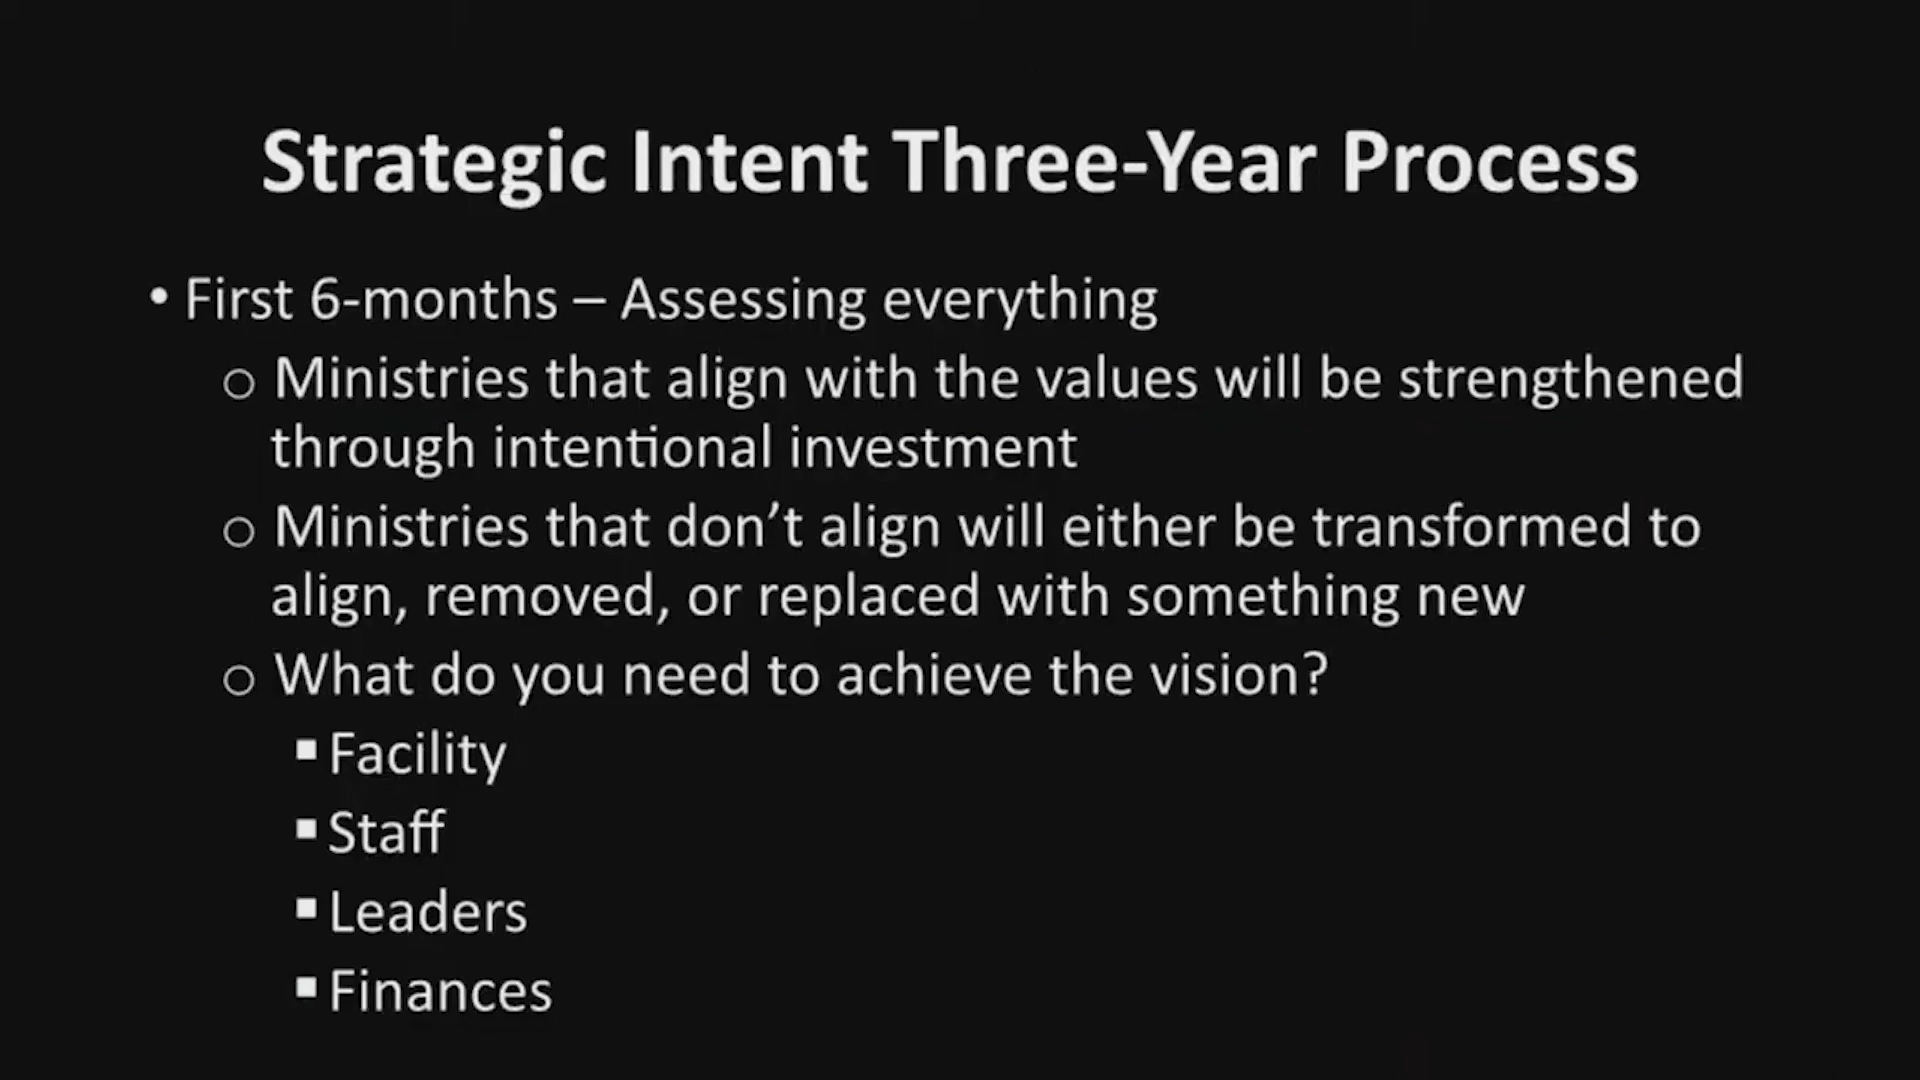 Strategic Intent Three-Year Process
• First 6-months – Assessing everything
o Ministries that align with the values will be strengthened
through intentional investment
o Ministries that don’t align will either be transformed to
align, removed, or replaced with something new
o What do you need to achieve the vision?
▪ Facility
▪ Staff
▪ Leaders
▪ Finances